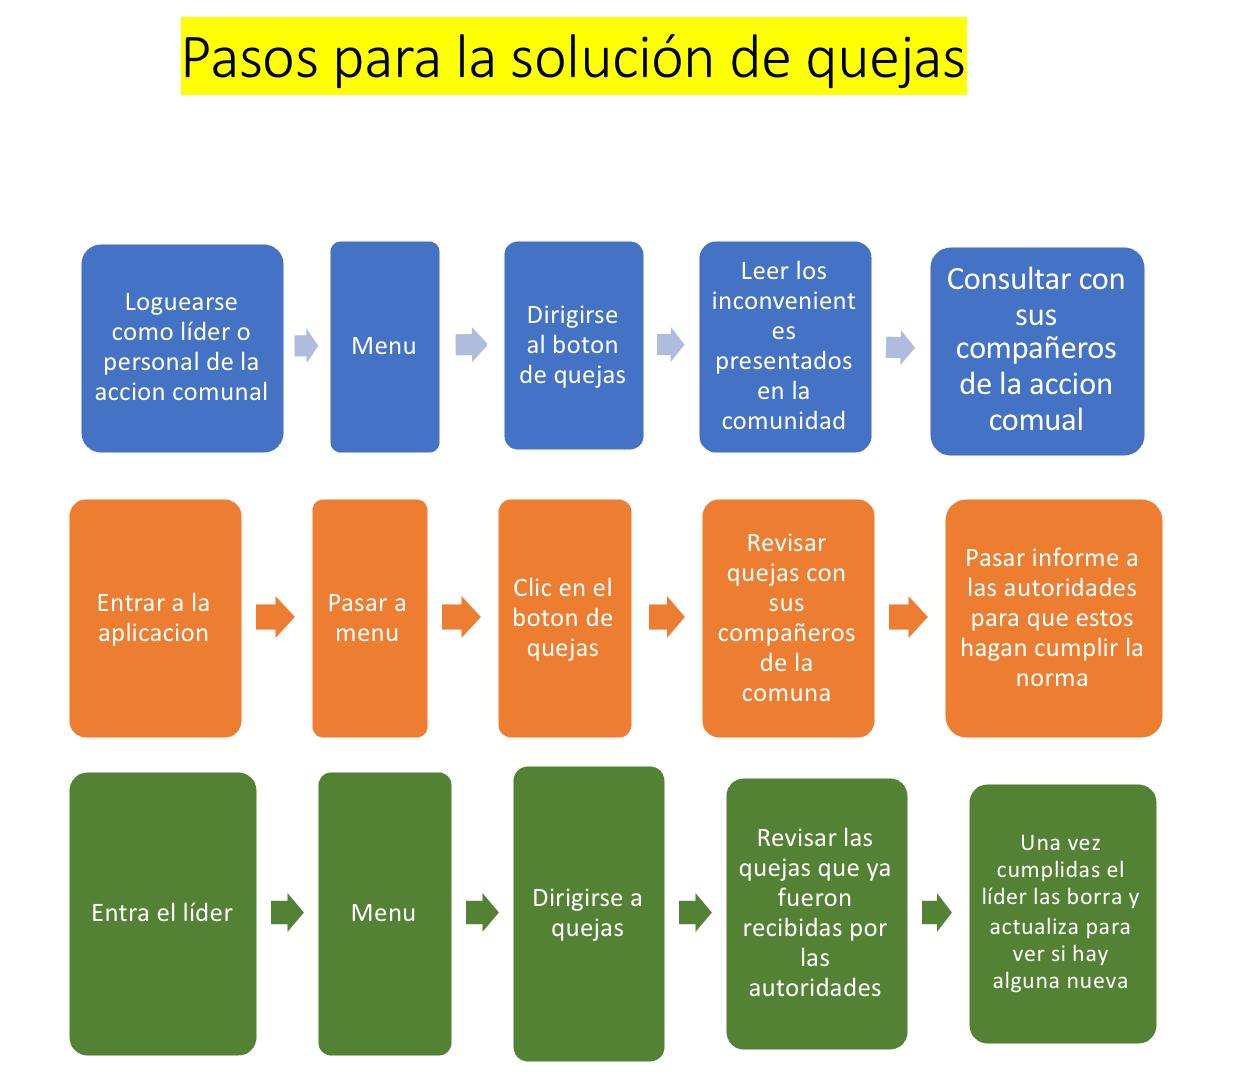 Pasos para la solución de quejas
Loguearse
como líder o
personal de la
accion comunal
Menu
Dirigirse
al boton
de quejas
Leer los
inconvenient
es
presentados
en la
comunidad
Consultar con
sus
compañeros
de la accion
comual
Entrar a la
aplicacion
Pasar a
menu
Clic en el
boton de
quejas
Revisar
quejas con
sus
compañeros
de la
comuna
Pasar informe a
las autoridades
para que estos
hagan cumplir la
norma
Entra el líder
Menu
Dirigirse a
quejas
Revisar las
quejas que ya
fueron
recibidas por
las
autoridades
Una vez
cumplidas el
líder las borra y
actualiza para
ver si hay
alguna nueva